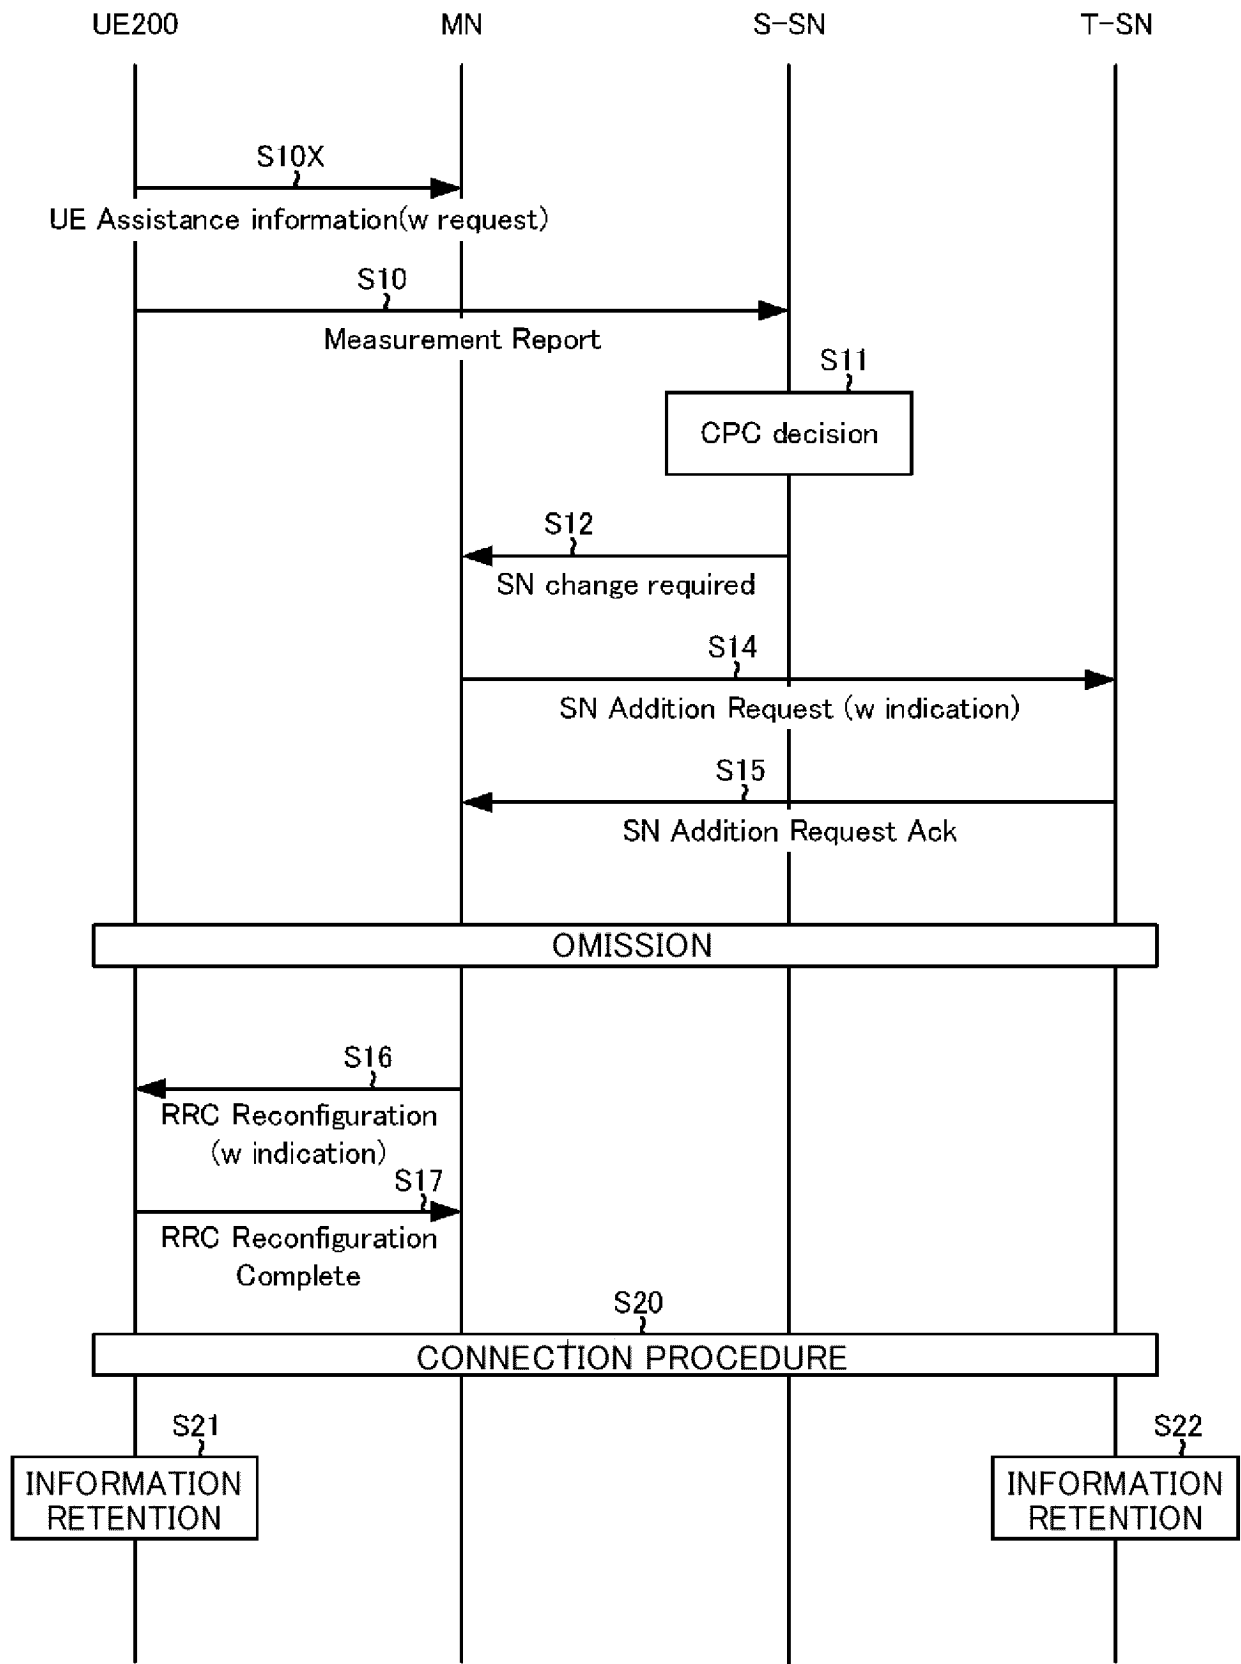 UE200 MN S-SN T-SN
S10X
UE Assistance information(w request)
S10
Measurement Report
S11
CPC decision
S12
SN change required
S14
SN Addition Request (w indication)
S15
SN Addition Request Ack
OMISSION
S16
RRC Reconfiguration
(w indication)
S17
RRC Reconfiguration
Complete
S20
CONNECTION PROCEDURE
S21
INFORMATION
RETENTION
S22
INFORMATION
RETENTION